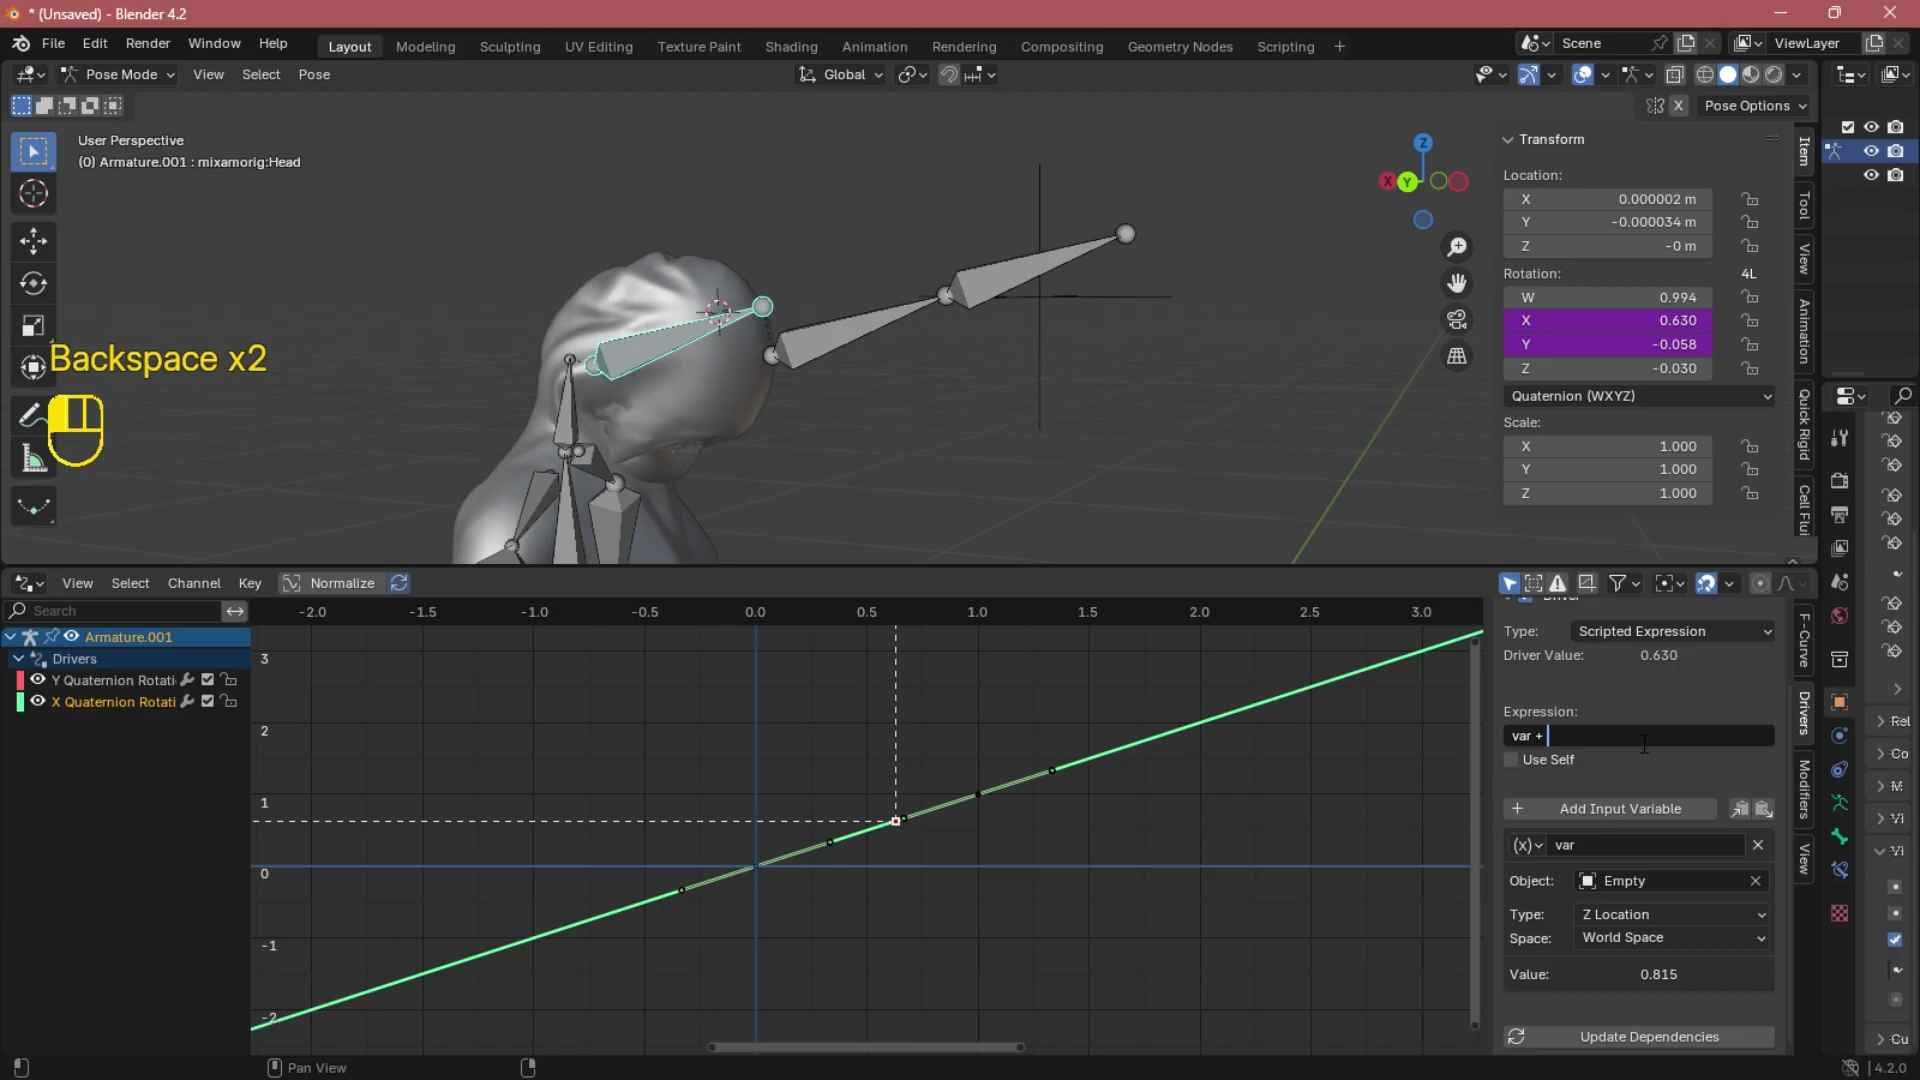 * (Unsaved) - Blender 4.2
File Edit Render Window Help
Layout Modeling Sculpting UV Editing Texture Paint Shading Animation Rendering Compositing Geometry Nodes Scripting +
Scene
ViewLayer
Pose Mode View Select Pose
Global
X Pose Options
User Perspective
(0) Armature.001 : mixamorig:Head
Backspace x2
Z
X
Y
Transform
Location:
X 0.000002 m
Y -0.000034 m
Z -0 m
Rotation: 4L
W 0.994
X 0.630
Y -0.058
Z -0.030
Quaternion (WXYZ)
Scale:
X 1.000
Y 1.000
Z 1.000
Item
Tool
View
Animation
Quick Rigid
Cell Flui
View Select Channel Key Normalize
Search
-2.0 -1.5 -1.0 -0.5 0.0 0.5 1.0 1.5 2.0 2.5 3.0
Armature.001
Drivers
Y Quaternion Rotati
X Quaternion Rotati
3
2
1
0
-1
-2
Driver
Type: Scripted Expression
Driver Value: 0.630
Expression:
var +
Use Self
+ Add Input Variable
(x) var
Object: Empty
Type: Z Location
Space: World Space
Value: 0.815
Update Dependencies
F-Curve
Drivers
Modifiers
View
Rel
Co
M
Vi
Vi
Cu
Pan View
4.2.0